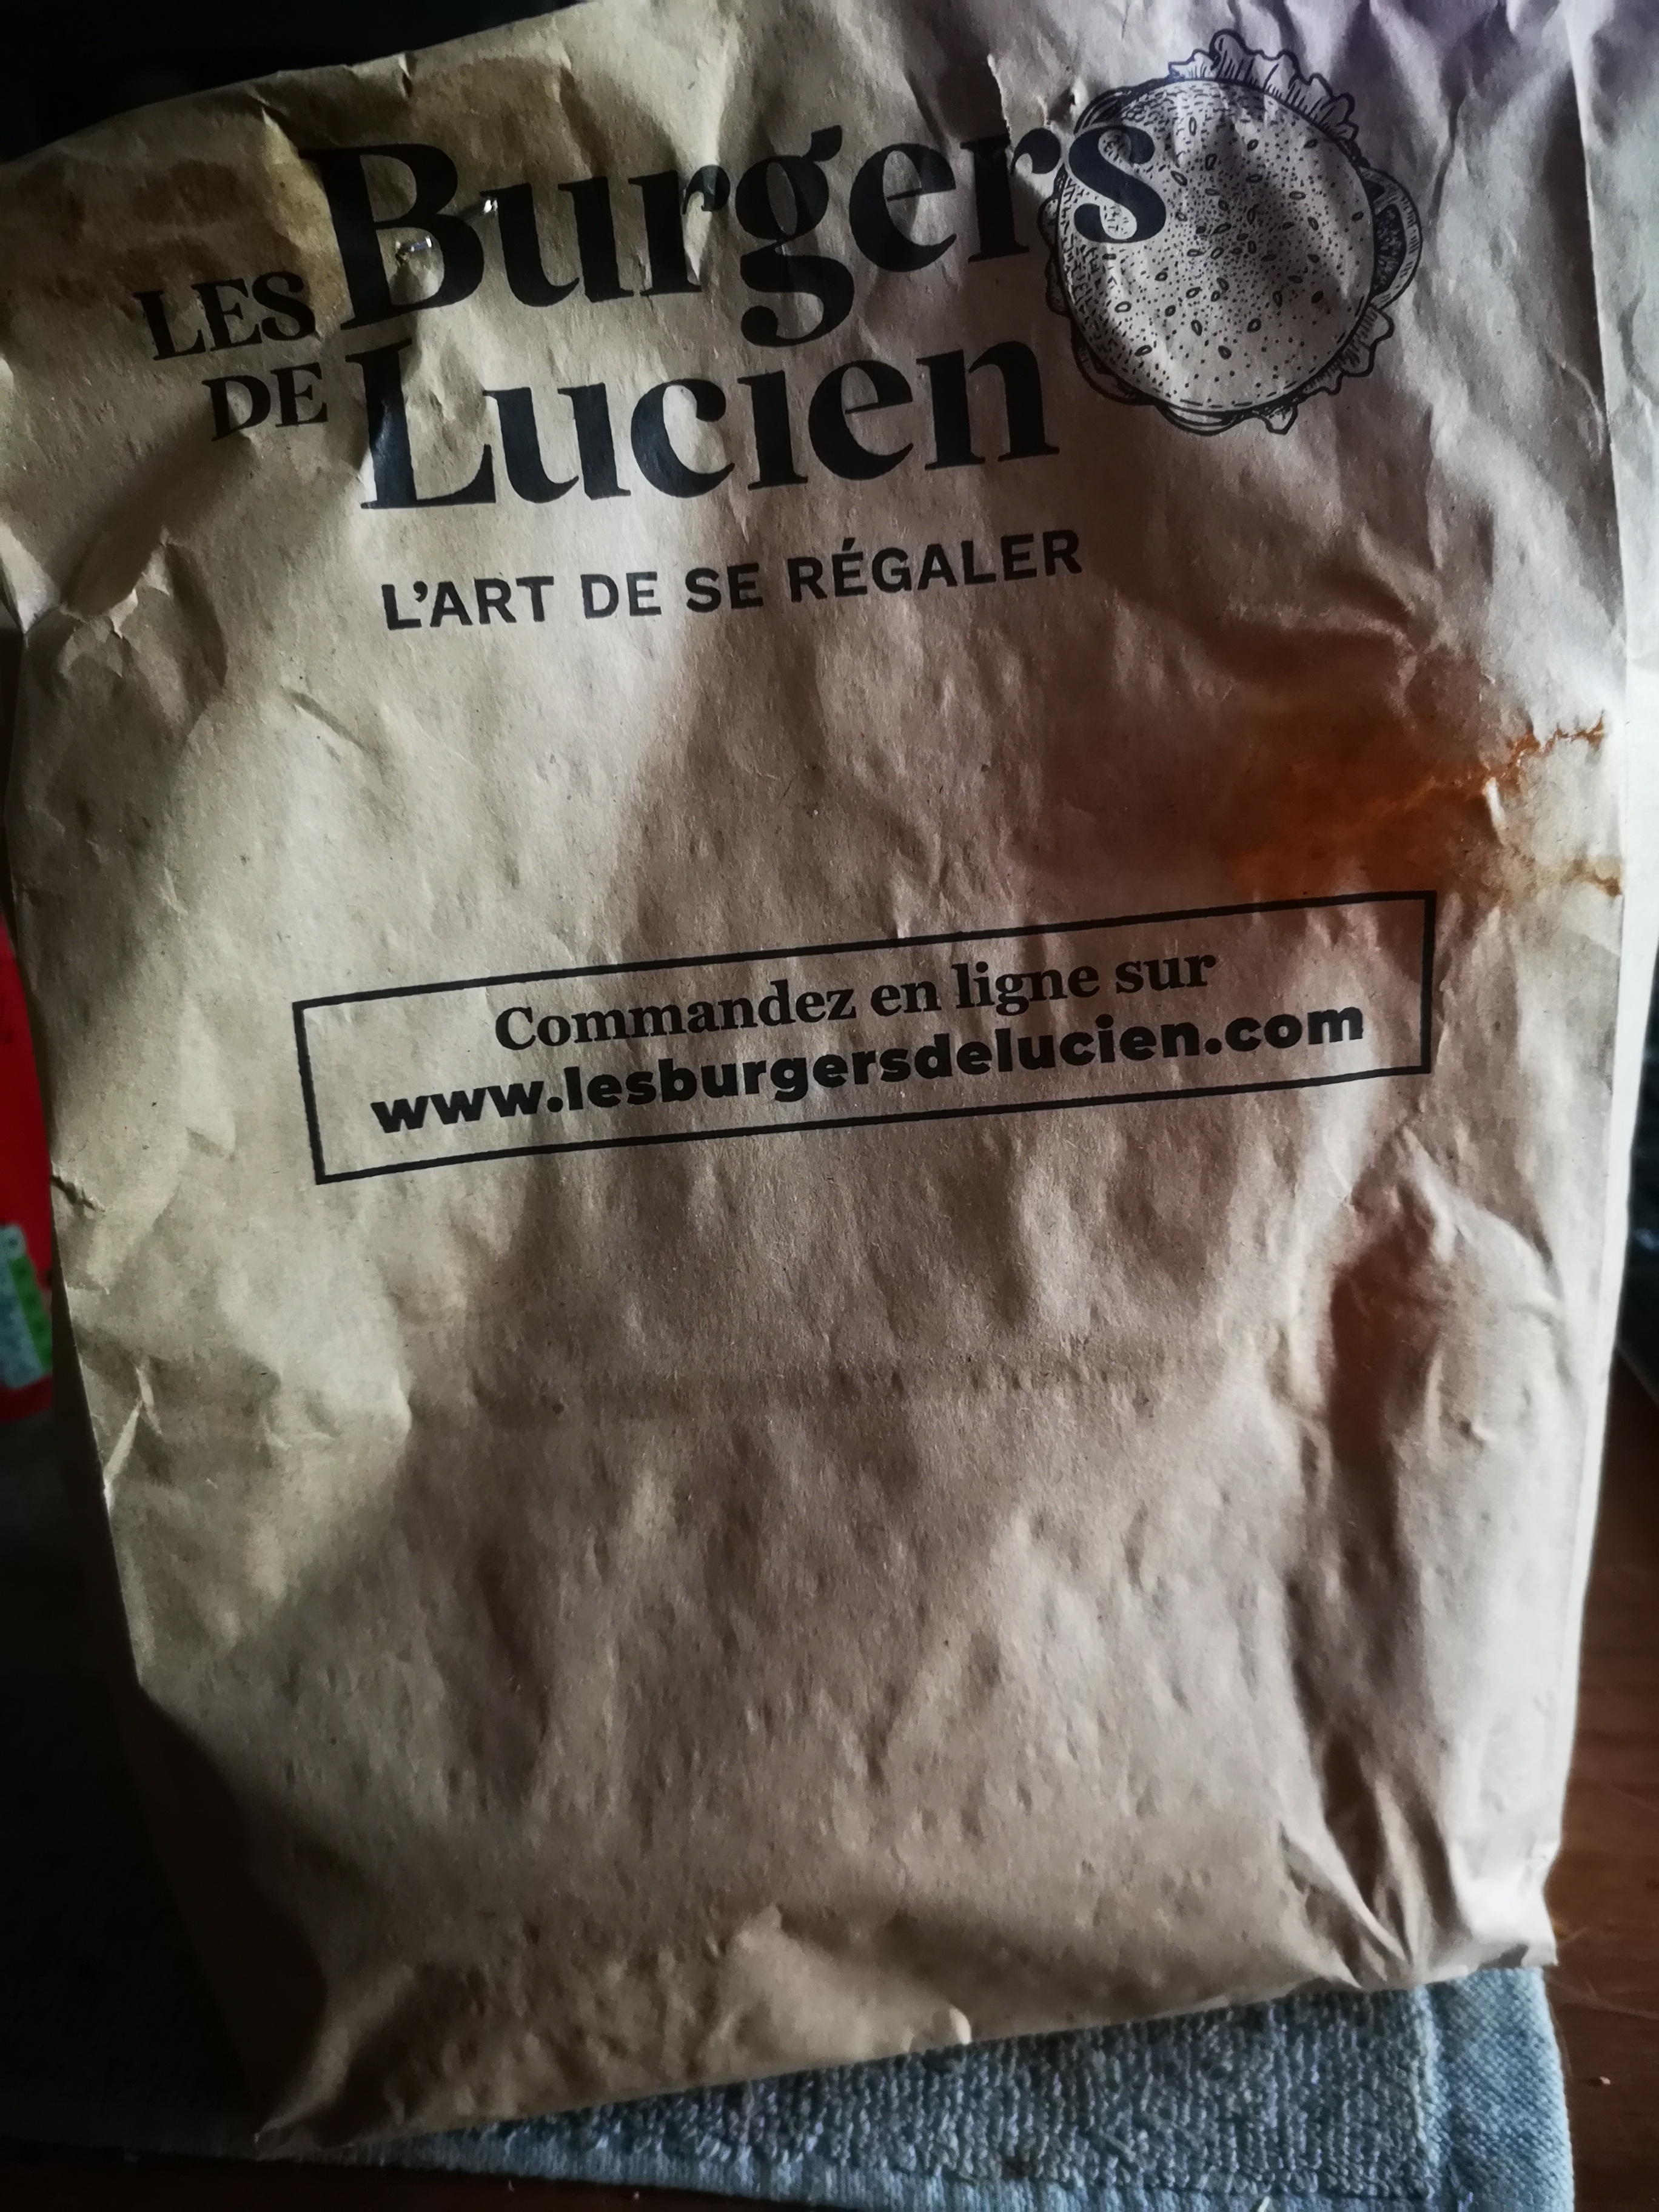 LES Burgers
DE Lucien
L'ART DE SE RÉGALER
Commandez en ligne sur
www.lesburgersdelucien.com